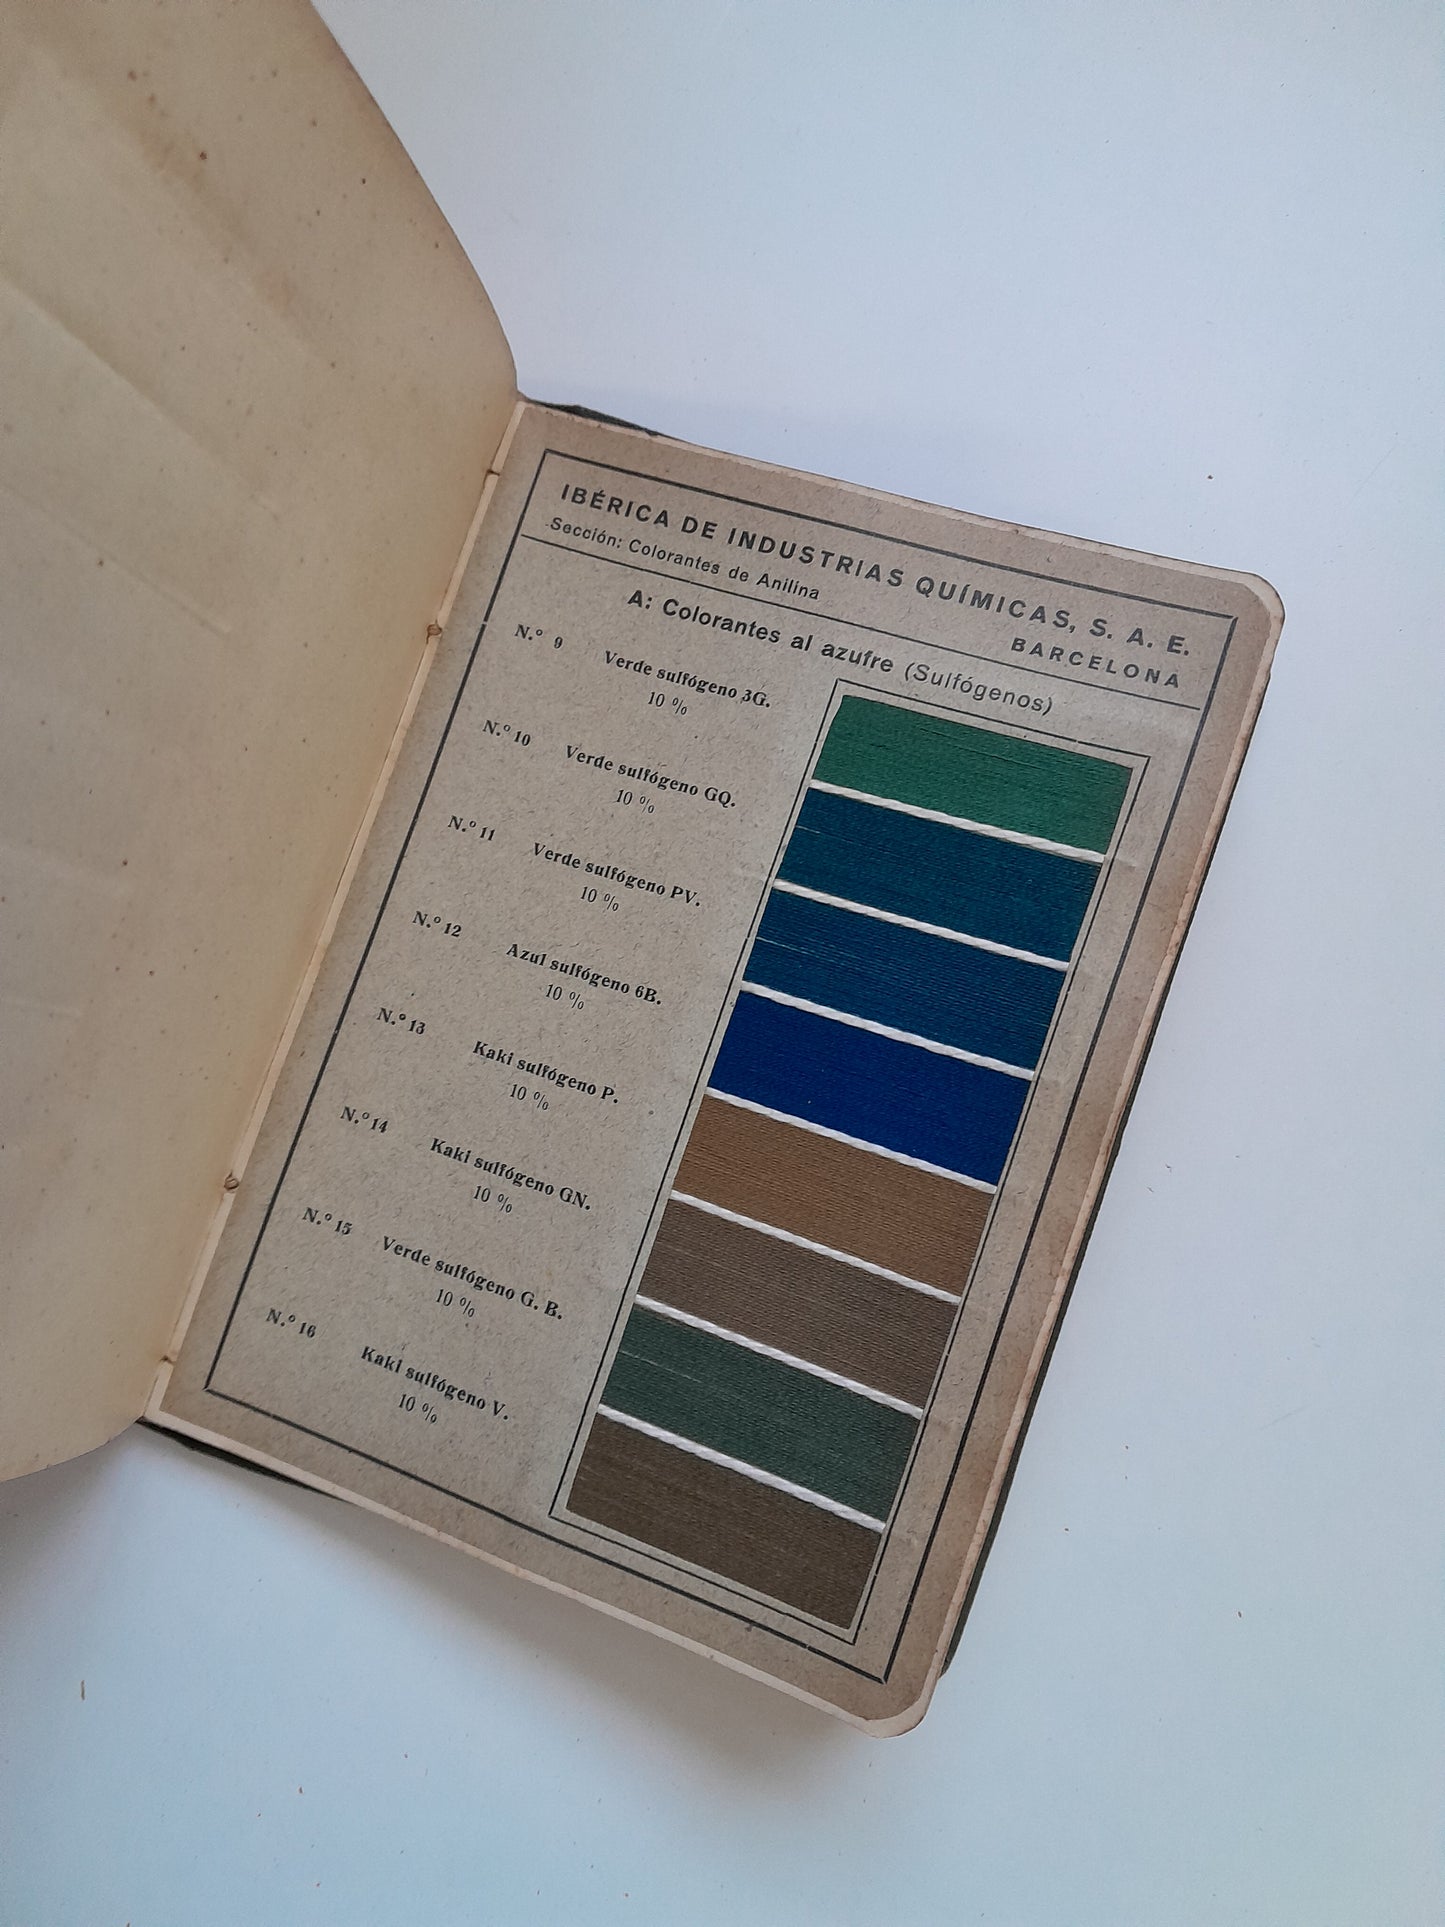 IBÉRICA DE INDUSTRIAS QUÍMICAS, S. A. E.
Sección: Colorantes de Anilina
BARCELONA
A: Colorantes al azufre (Sulfógenos)
N.º 9 Verde sulfógeno 3G.
10 %
N.º 10 Verde sulfógeno GQ.
10 %
N.º 11 Verde sulfógeno PV.
10 %
N.º 12 Azul sulfógeno 6B.
10 %
N.º 13 Kaki sulfógeno P.
10 %
N.º 14 Kaki sulfógeno GN.
10 %
N.º 15 Verde sulfógeno G. B.
10 %
N.º 16 Kaki sulfógeno V.
10 %